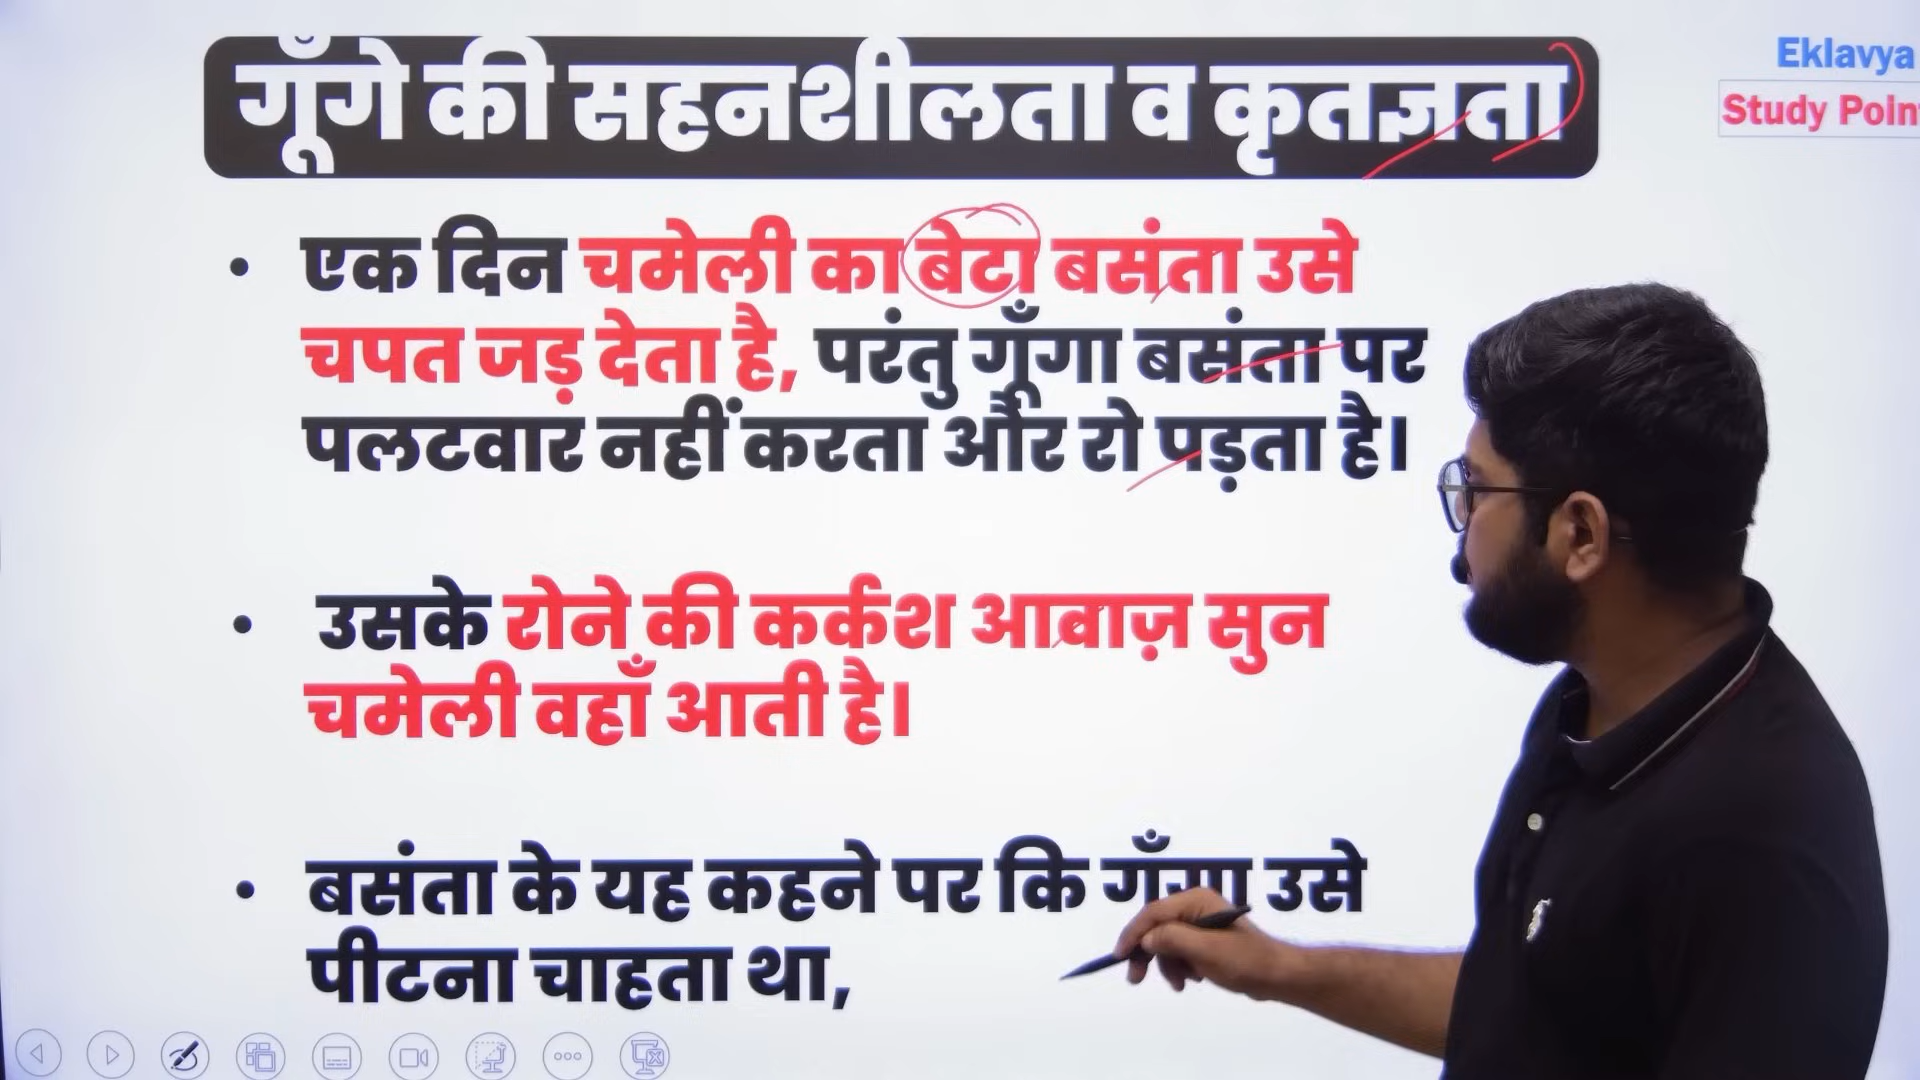 गूँगे की सहनशीलता व कृतज्ञता
Eklavya
Study Poin
• एक दिन चमेली का बेटा बसंता उसे
चपत जड़ देता है, परंतु गूँगा बसंता पर
पलटवार नहीं करता और रो पड़ता है।
• उसके रोने की कर्कश आवाज़ सुन
चमेली वहाँ आती है।
• बसंता के यह कहने पर कि उसे
पीटना चाहता था,